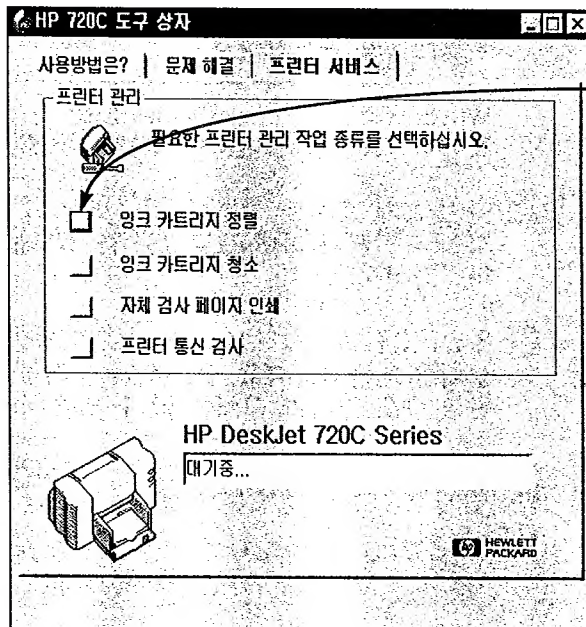 HP 720C 도구 상자
사용방법은? | 문제 해결 | 프린터 서비스 |
프린터 관리
필요한 프린터 관리 작업 종류를 선택하십시오.
잉크 카트리지 정렬
잉크 카트리지 청소
자체 검사 페이지 인쇄
프린터 통신 검사
HP DeskJet 720C Series
대기중...
hp HEWLETT
PACKARD